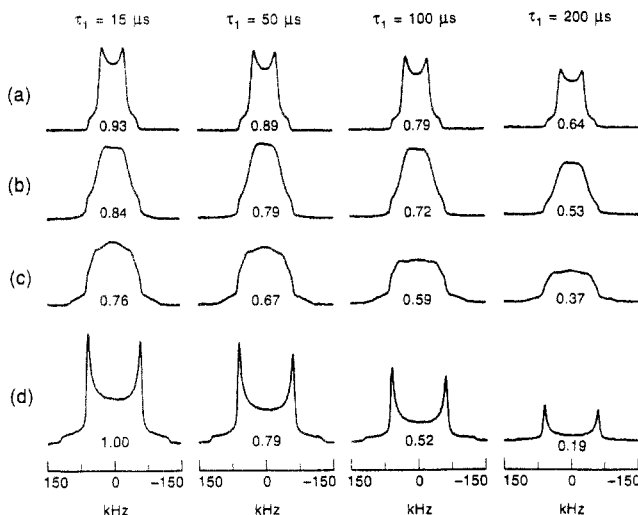 τ₁ = 15 μs τ₁ = 50 μs τ₁ = 100 μs τ₁ = 200 μs
(a) 0.93 0.89 0.79 0.64
(b) 0.84 0.79 0.72 0.53
(c) 0.76 0.67 0.59 0.37
(d) 1.00 0.79 0.52 0.19
150 0 -150 150 0 -150 150 0 -150 150 0 -150
kHz kHz kHz kHz